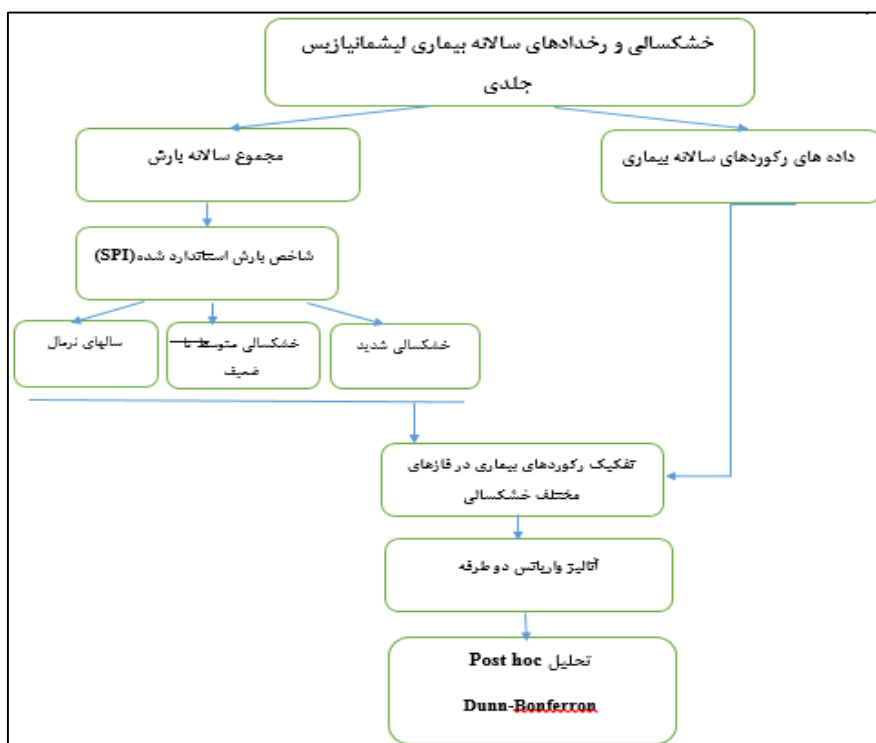 خشکسالی و رخدادهای سالانه بیماری لیشمانیازیس
جلدی
مجموع سالانه بارش
داده های رکوردهای سالانه بیماری
شاخص بارش استاندارد شده(SPI)
سالهای نرمال
خشکسالی متوسط تا
ضعیف
خشکسالی شدید
تفکیک رکوردهای بیماری در فازهای
مختلف خشکسالی
آنالیز واریانس دو طرفه
تحلیل Post hoc
Dunn-Bonferron